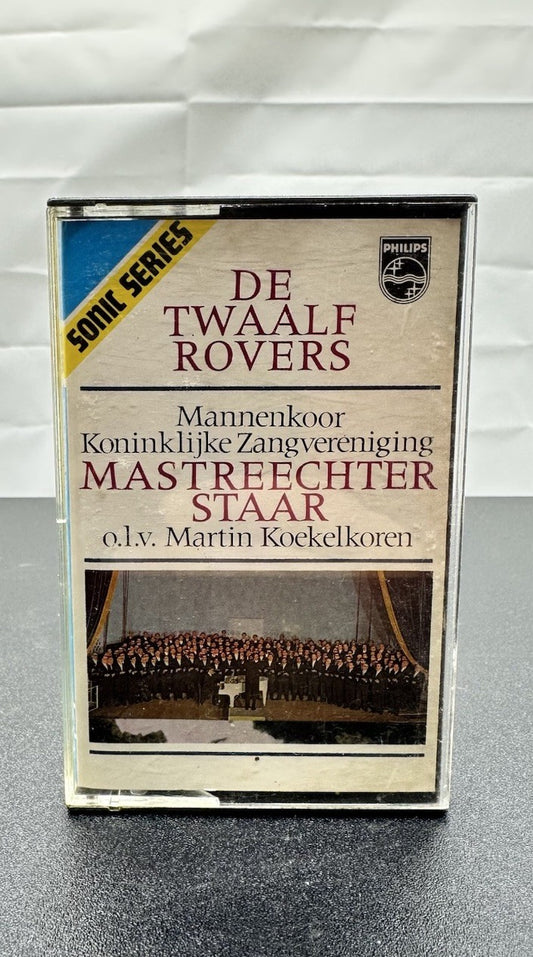 SONIC SERIES
PHILIPS
DE
TWAALF
ROVERS
Mannenkoor
Koninklijke Zangvereniging
MASTREECHTER
STAAR
o.l.v. Martin Koekelkoren